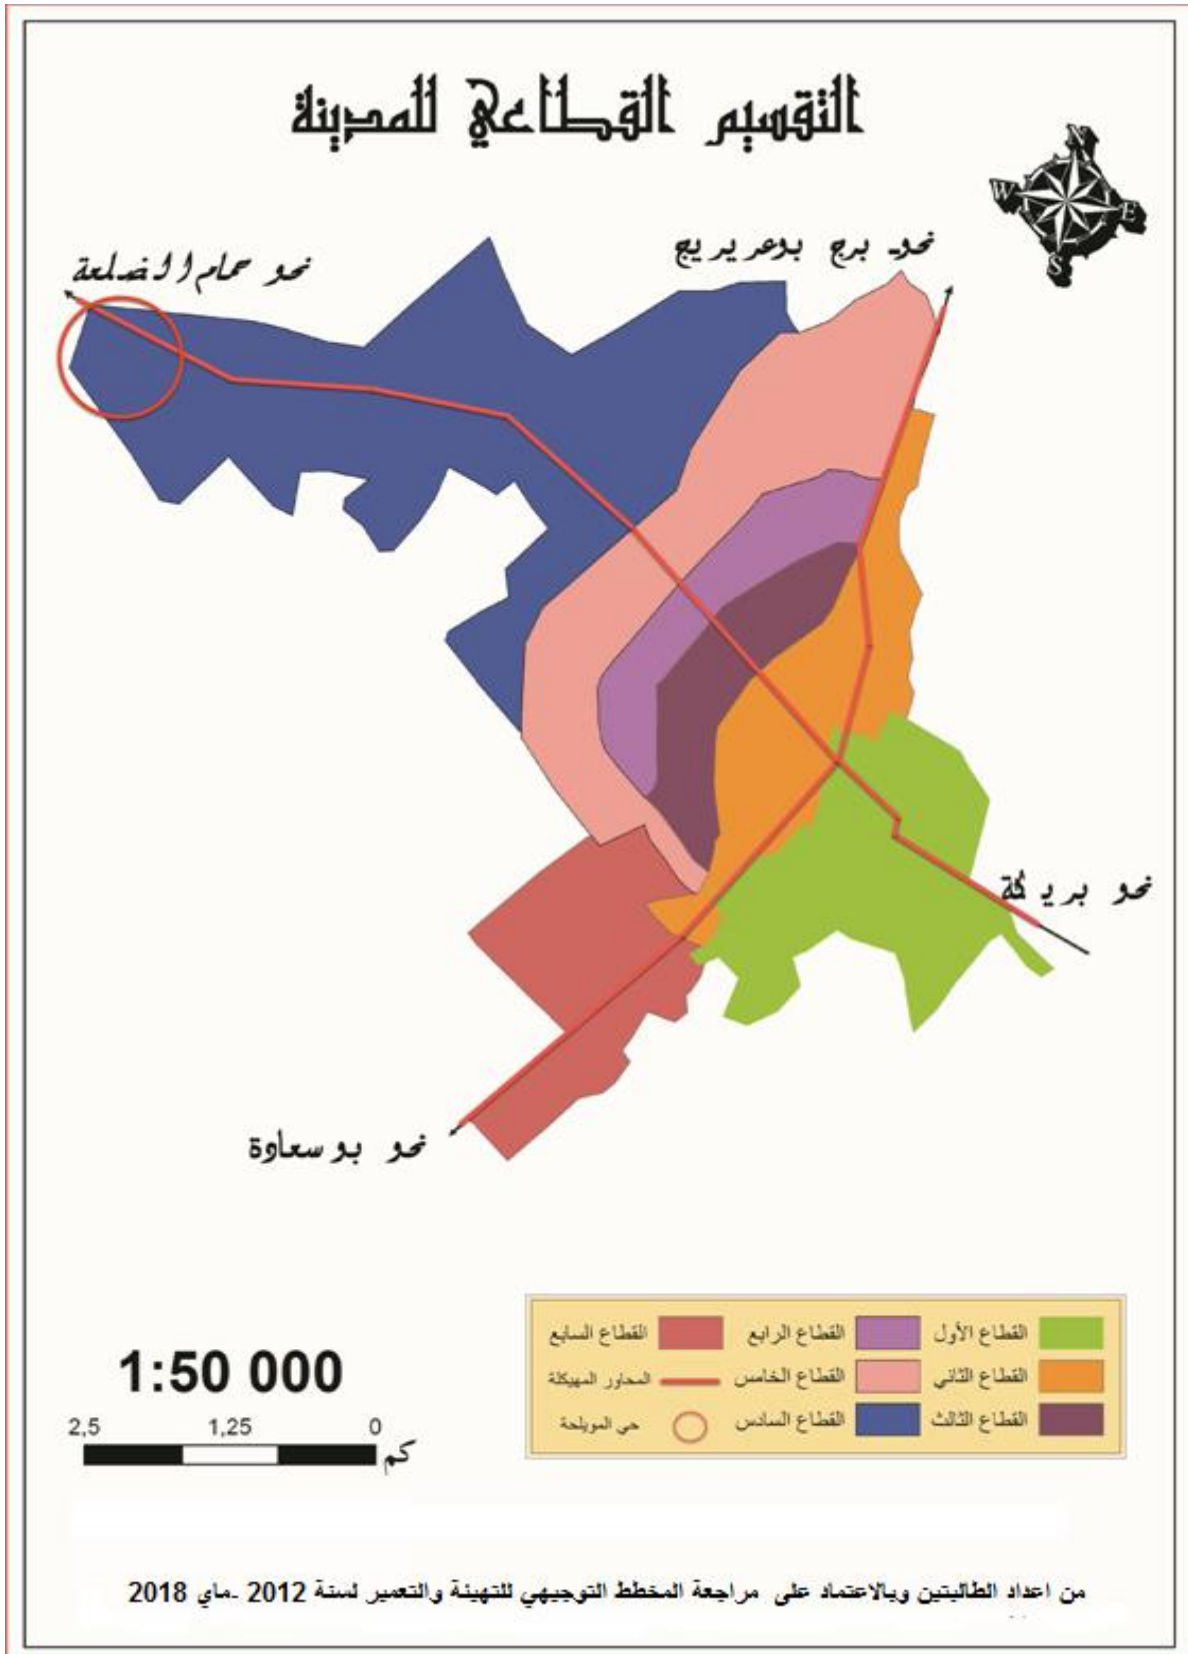 التقسيم القطاعي للمدينة
N
W E
S
نحو برج بوعريريج
نحو حمام الضلعة
نحو بريكة
نحو بوسعادة
القطاع الأول القطاع الرابع القطاع السابع
القطاع الثاني القطاع الخامس المحاور المهيكلة
القطاع الثالث القطاع السادس حي المويلحة
1:50 000
2,5 1,25 0
كم
من اعداد الطالبتين وبالاعتماد على مراجعة المخطط التوجيهي للتهيئة والتعمير لسنة 2012 -ماي 2018